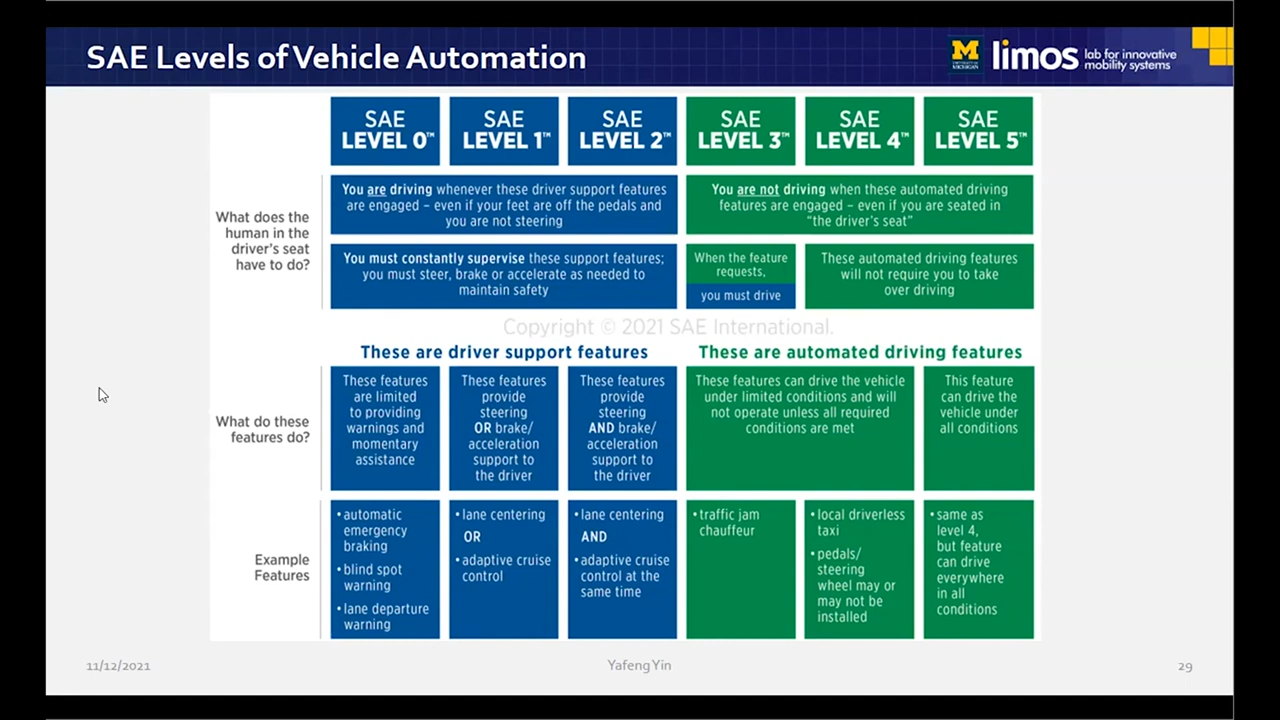 SAE Levels of Vehicle Automation
M
UNIVERSITY OF
MICHIGAN
limos
lab for innovative
mobility systems
SAE
LEVEL 0™
SAE
LEVEL 1™
SAE
LEVEL 2™
SAE
LEVEL 3™
SAE
LEVEL 4™
SAE
LEVEL 5™
What does the
human in the
driver's seat
have to do?
You are driving whenever these driver support features
are engaged – even if your feet are off the pedals and
you are not steering
You are not driving when these automated driving
features are engaged – even if you are seated in
“the driver's seat”
You must constantly supervise these support features;
you must steer, brake or accelerate as needed to
maintain safety
When the feature
requests,
you must drive
These automated driving features
will not require you to take
over driving
Copyright © 2021 SAE International.
These are driver support features
These are automated driving features
What do these
features do?
These features
are limited
to providing
warnings and
momentary
assistance
These features
provide
steering
OR brake/
acceleration
support to
the driver
These features
provide
steering
AND brake/
acceleration
support to
the driver
These features can drive the vehicle
under limited conditions and will
not operate unless all required
conditions are met
This feature
can drive the
vehicle under
all conditions
Example
Features
• automatic
emergency
braking
• blind spot
warning
• lane departure
warning
• lane centering
OR
• adaptive cruise
control
• lane centering
AND
• adaptive cruise
control at the
same time
• traffic jam
chauffeur
• local driverless
taxi
• pedals/
steering
wheel may or
may not be
installed
• same as
level 4,
but feature
can drive
everywhere
in all
conditions
11/12/2021
Yafeng Yin
29